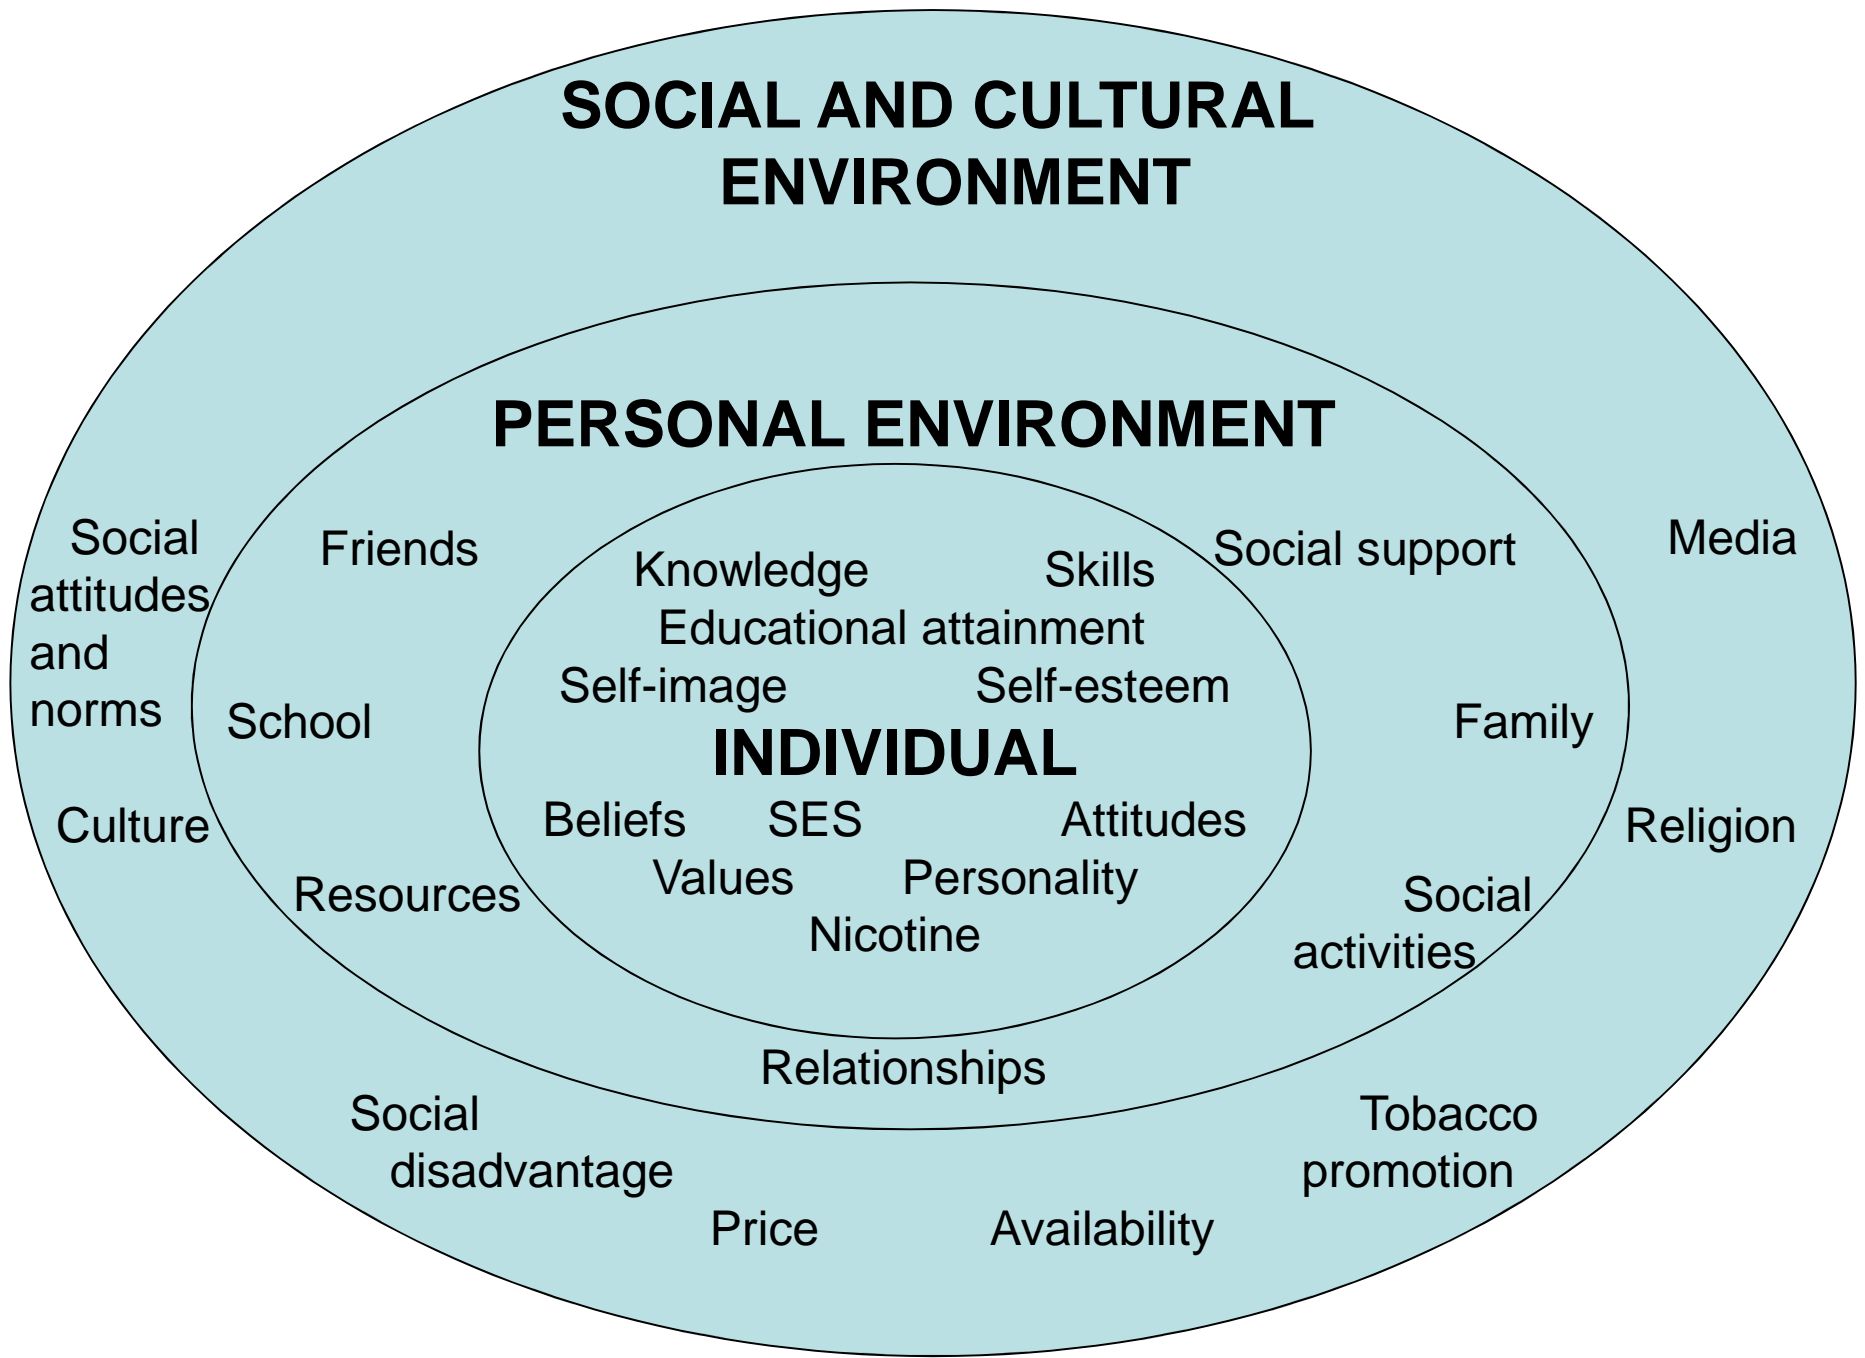 SOCIAL AND CULTURAL
ENVIRONMENT
PERSONAL ENVIRONMENT
Social
attitudes
and
norms
Friends
Knowledge
Skills
Social support
Media
Educational attainment
Self-image
Self-esteem
School
INDIVIDUAL
Family
Culture
Beliefs
SES
Attitudes
Religion
Values
Personality
Resources
Nicotine
Social
activities
Relationships
Social
disadvantage
Tobacco
promotion
Price
Availability